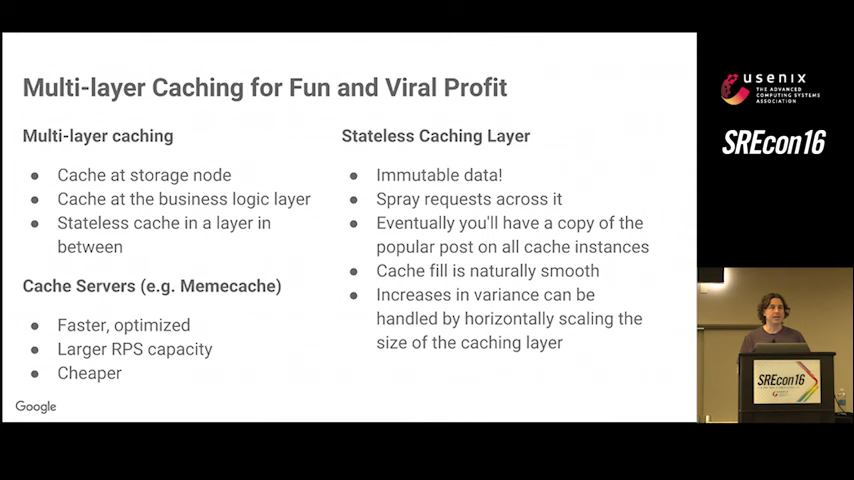 Multi-layer Caching for Fun and Viral Profit
Multi-layer caching
● Cache at storage node
● Cache at the business logic layer
● Stateless cache in a layer in
between
Cache Servers (e.g. Memecache)
● Faster, optimized
● Larger RPS capacity
● Cheaper
Stateless Caching Layer
● Immutable data!
● Spray requests across it
● Eventually you'll have a copy of the
popular post on all cache instances
● Cache fill is naturally smooth
● Increases in variance can be
handled by horizontally scaling the
size of the caching layer
Google
usenix
THE ADVANCED
COMPUTING SYSTEMS
ASSOCIATION
SREcon16
SREcon16